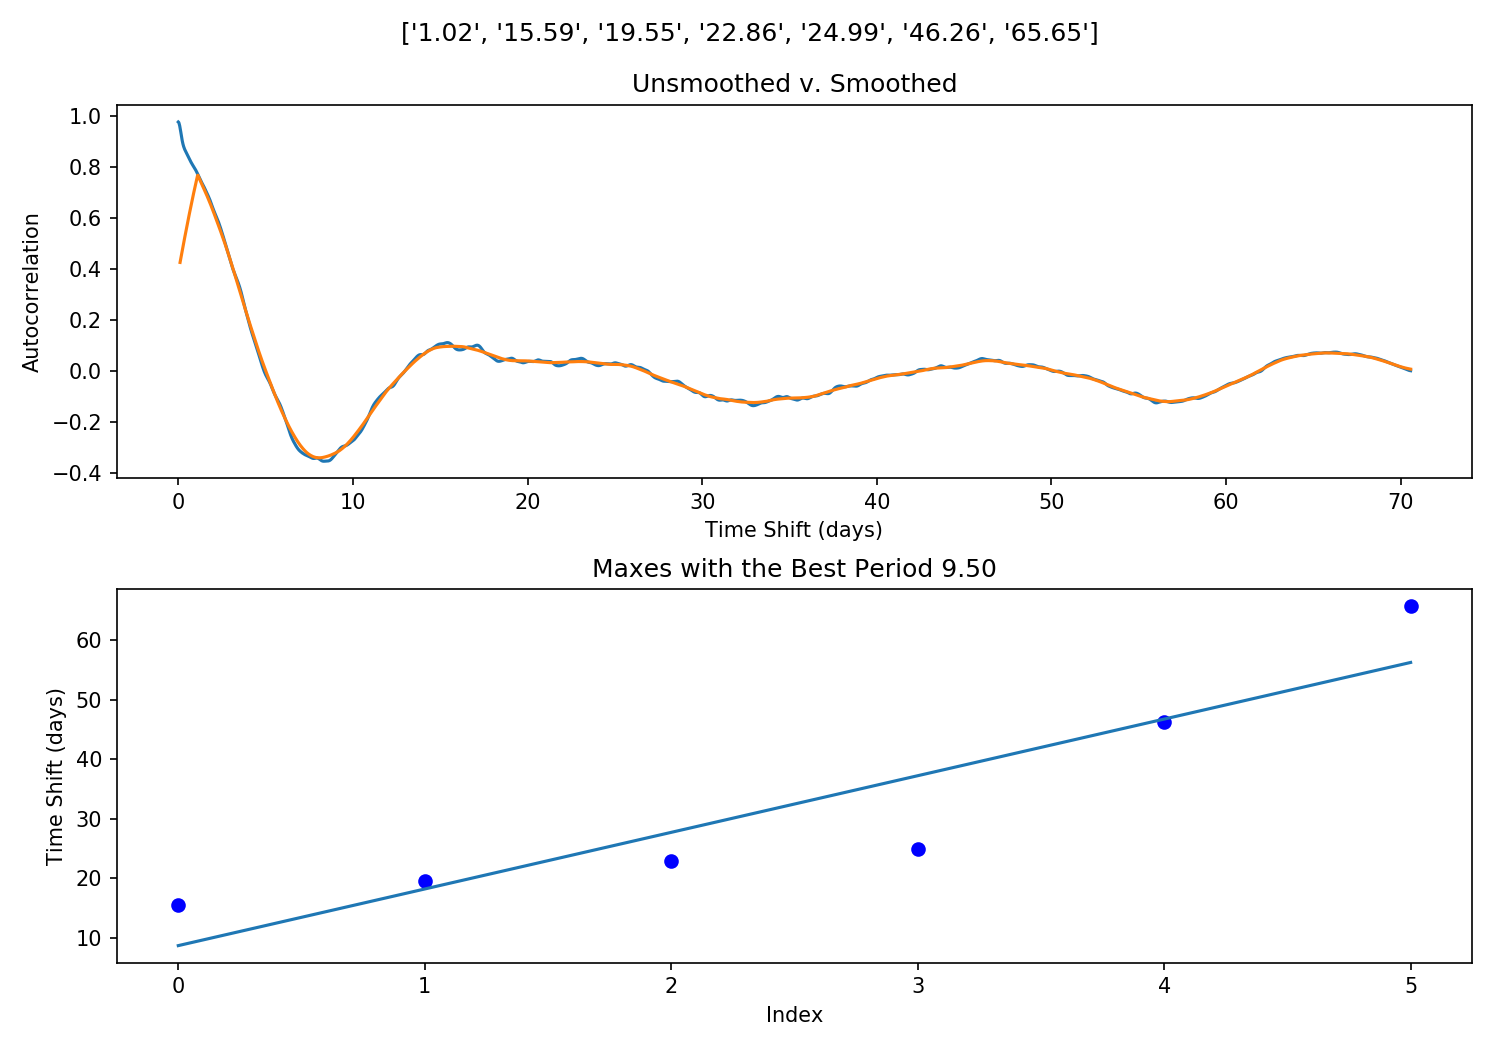 ['1.02', '15.59', '19.55', '22.86', '24.99', '46.26', '65.65']
Unsmoothed v. Smoothed
Autocorrelation
1.0
0.8
0.6
0.4
0.2
0.0
−0.2
−0.4
0 10 20 30 40 50 60 70
Time Shift (days)
Maxes with the Best Period 9.50
Time Shift (days)
60
50
40
30
20
10
0 1 2 3 4 5
Index